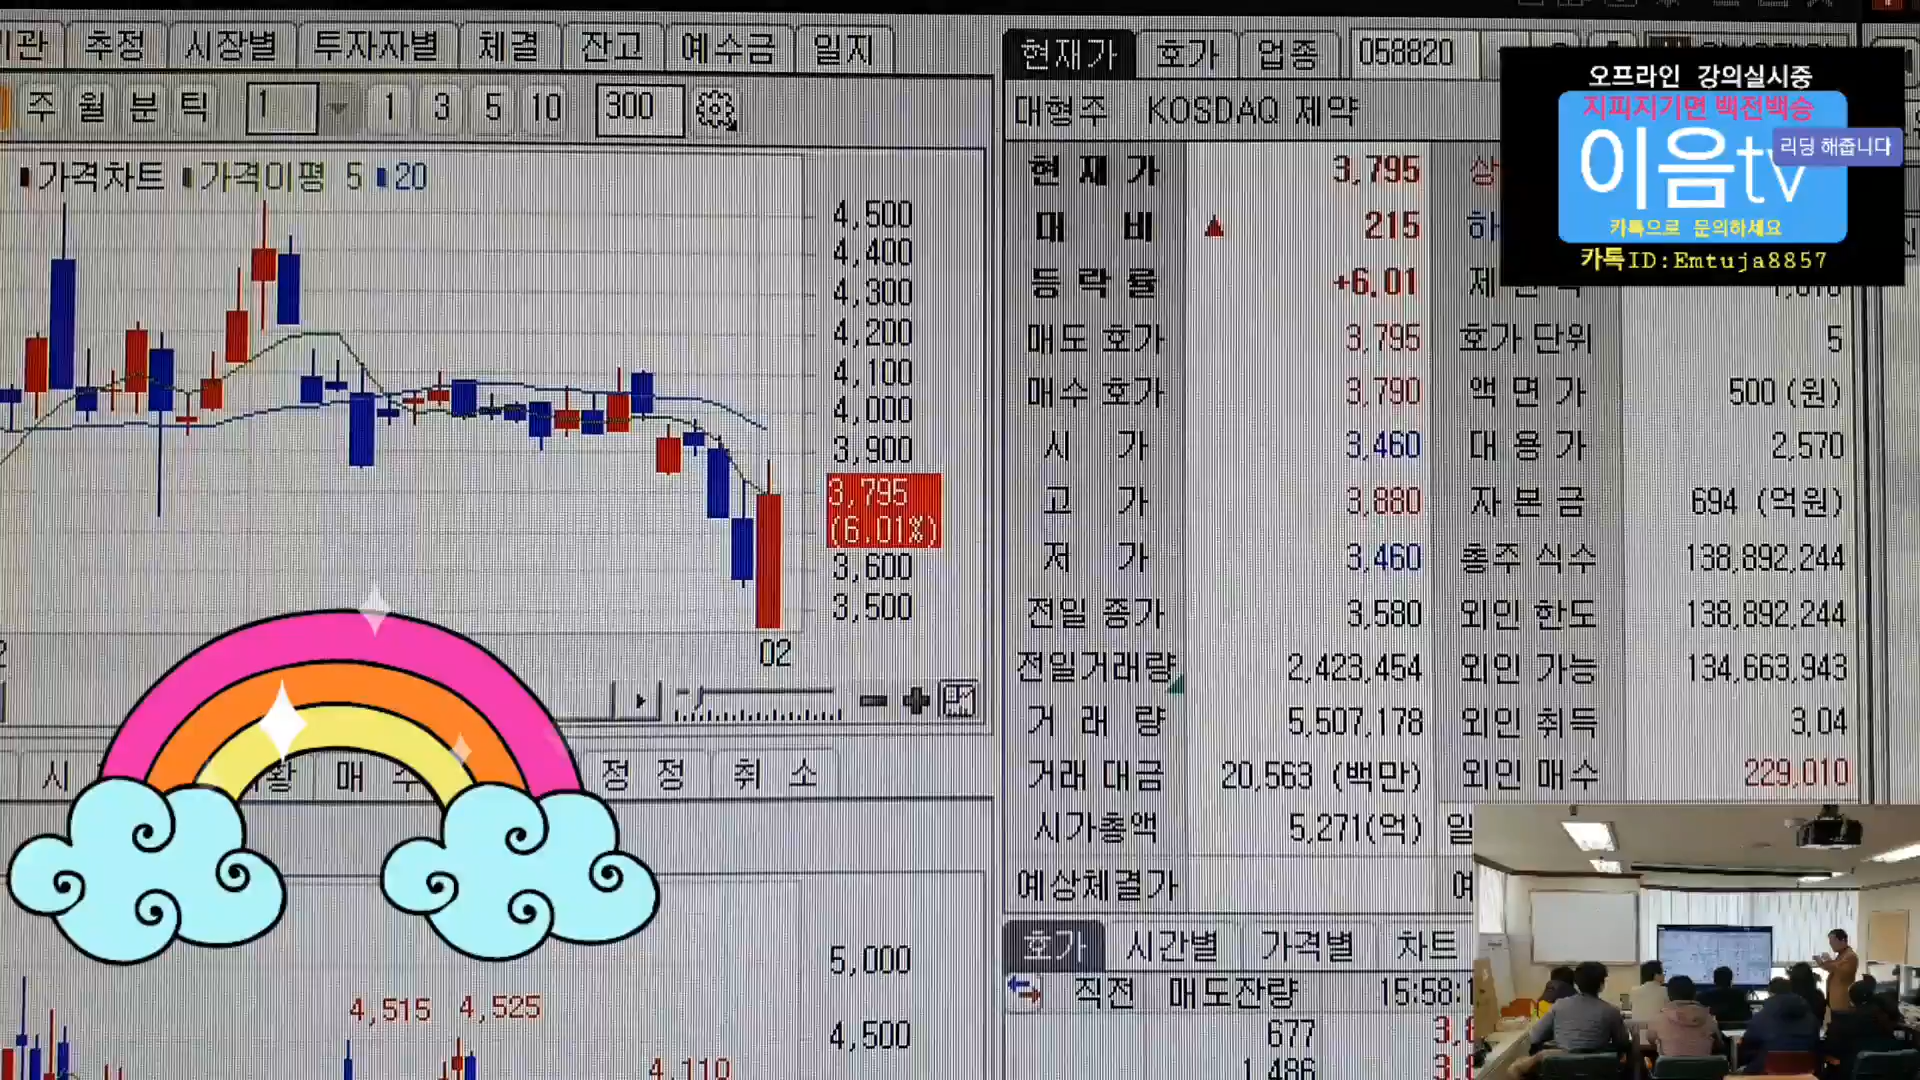 기관 추정 시장별 투자자별 체결 잔고 예수금 일지
주 월 분 틱 1 1 3 5 10 300
가격차트 가격이평 5 20
4,500
4,400
4,300
4,200
4,100
4,000
3,900
3,795
(6.01%)
3,600
3,500
02
시 황 매 수 정 정 취 소
5,000
4,515 4,525
4,500
4,110
현재가 호가 업종 058820
대형주 KOSDAQ 제약
현재가 3,795
대비 ▲ 215
등락률 +6.01
매도호가 3,795 호가단위 5
매수호가 3,790 액면가 500 (원)
시가 3,460 대용가 2,570
고가 3,880 자본금 694 (억원)
저가 3,460 총주식수 138,892,244
전일종가 3,580 외인한도 138,892,244
전일거래량 2,423,454 외인가능 134,663,943
거래량 5,507,178 외인취득 3,04
거래대금 20,563 (백만) 외인매수 229,010
시가총액 5,271(억)
예상체결가
호가 시간별 가격별 차트
직전 매도잔량 15:58:
677
1,486
오프라인 강의실시중
지피지기면 백전백승
이음tv
리딩 해줍니다
카톡으로 문의하세요
카톡ID:Emtuja8857